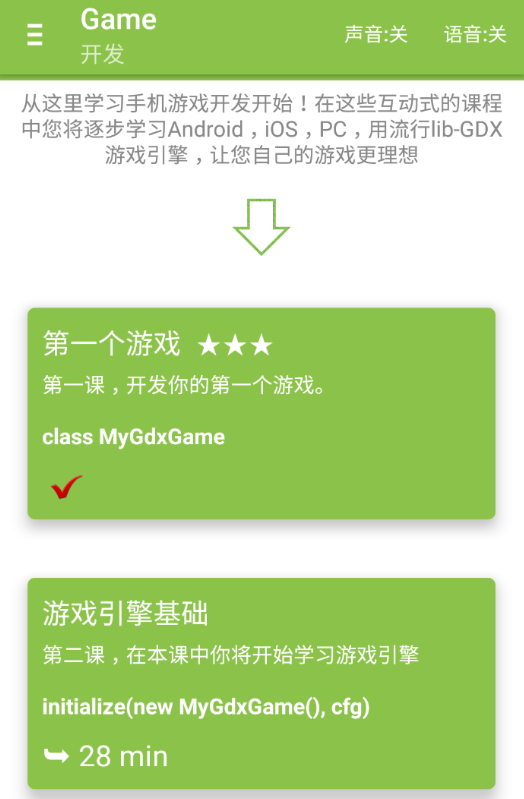 Game
开发
声音:关 语音:关
从这里学习手机游戏开发开始！在这些互动式的课程
中您将逐步学习Android，iOS，PC，用流行lib-GDX
游戏引擎，让您自己的游戏更理想
第一个游戏 ★★★
第一课，开发你的第一个游戏。
class MyGdxGame
游戏引擎基础
第二课，在本课中你将开始学习游戏引擎
initialize(new MyGdxGame(), cfg)
28 min